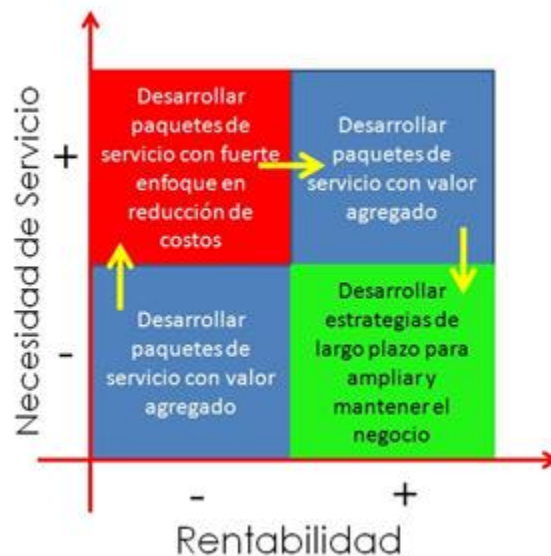 Necesidad de Servicio
+
-
Desarrollar
paquetes de
servicio con fuerte
enfoque en
reducción de
costos
Desarrollar
paquetes de
servicio con valor
agregado
Desarrollar
paquetes de
servicio con valor
agregado
Desarrollar
estrategias de
largo plazo para
ampliar y
mantener el
negocio
-
+
Rentabilidad